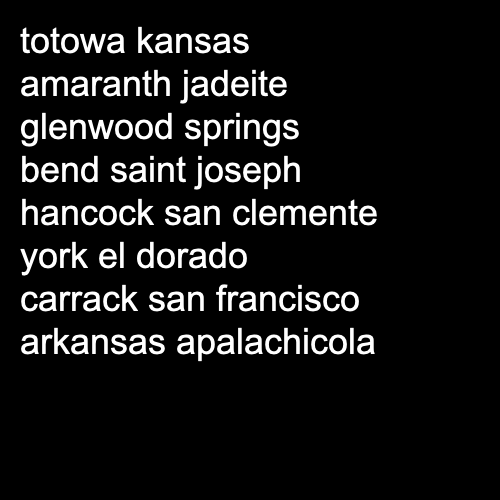 totowa kansas
amaranth jadeite
glenwood springs
bend saint joseph
hancock san clemente
york el dorado
carrack san francisco
arkansas apalachicola